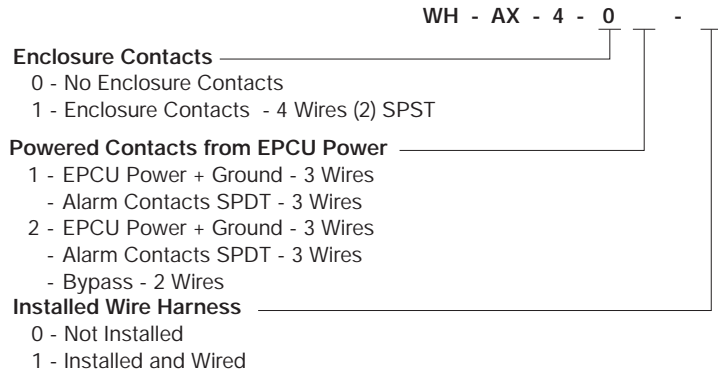 WH - AX - 4 - 0 _ - _
Enclosure Contacts
0 - No Enclosure Contacts
1 - Enclosure Contacts - 4 Wires (2) SPST
Powered Contacts from EPCU Power
1 - EPCU Power + Ground - 3 Wires
- Alarm Contacts SPDT - 3 Wires
2 - EPCU Power + Ground - 3 Wires
- Alarm Contacts SPDT - 3 Wires
- Bypass - 2 Wires
Installed Wire Harness
0 - Not Installed
1 - Installed and Wired